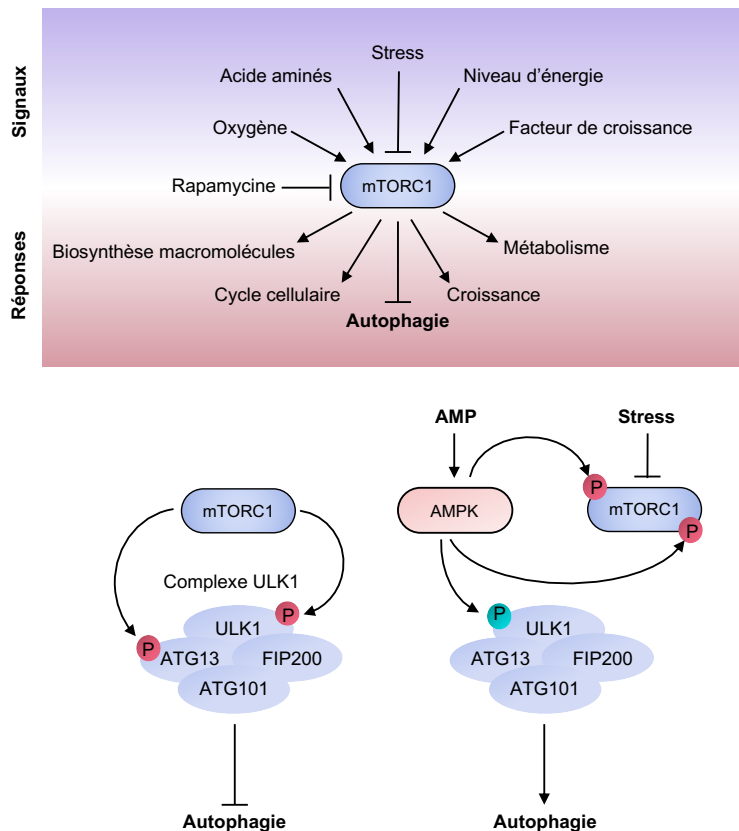 Signaux
Stress
Acide aminés
Niveau d'énergie
Oxygène
Facteur de croissance
Rapamycine
mTORC1
Réponses
Biosynthèse macromolécules
Métabolisme
Cycle cellulaire
Croissance
Autophagie
mTORC1
Complexe ULK1
P
ULK1
P
ATG13
FIP200
ATG101
Autophagie
AMP
Stress
P
AMPK
mTORC1
P
P
ULK1
ATG13
FIP200
ATG101
Autophagie